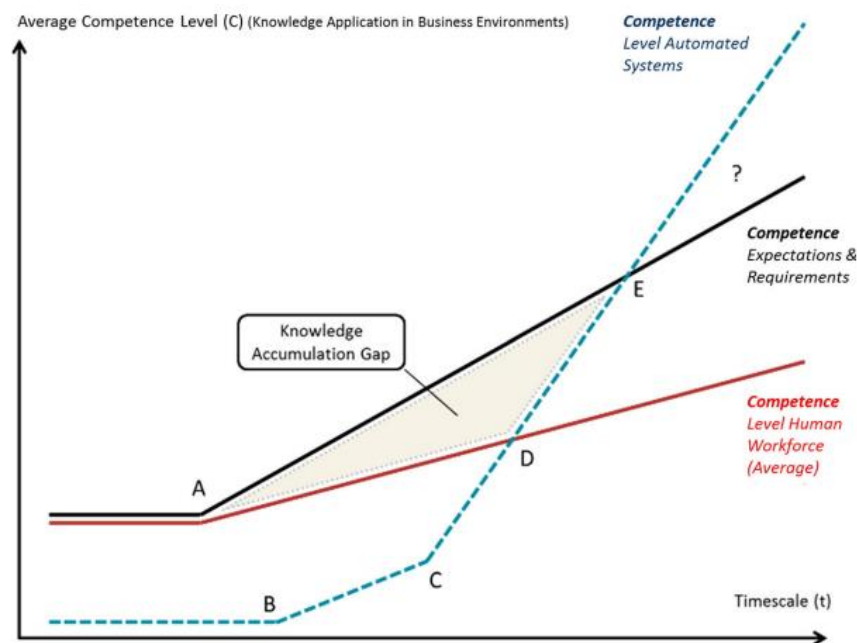 Average Competence Level (C) (Knowledge Application in Business Environments)
Competence
Level Automated
Systems
?
Competence
Expectations &
Requirements
E
Knowledge
Accumulation Gap
Competence
Level Human
Workforce
(Average)
D
A
C
B
Timescale (t)